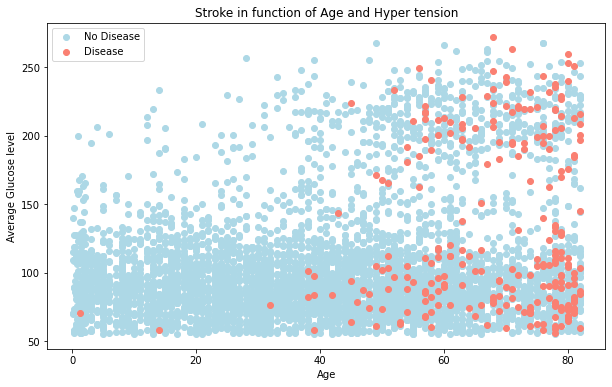 Stroke in function of Age and Hyper tension
No Disease
Disease
Average Glucose level
250
200
150
100
50
0
20
40
60
80
Age